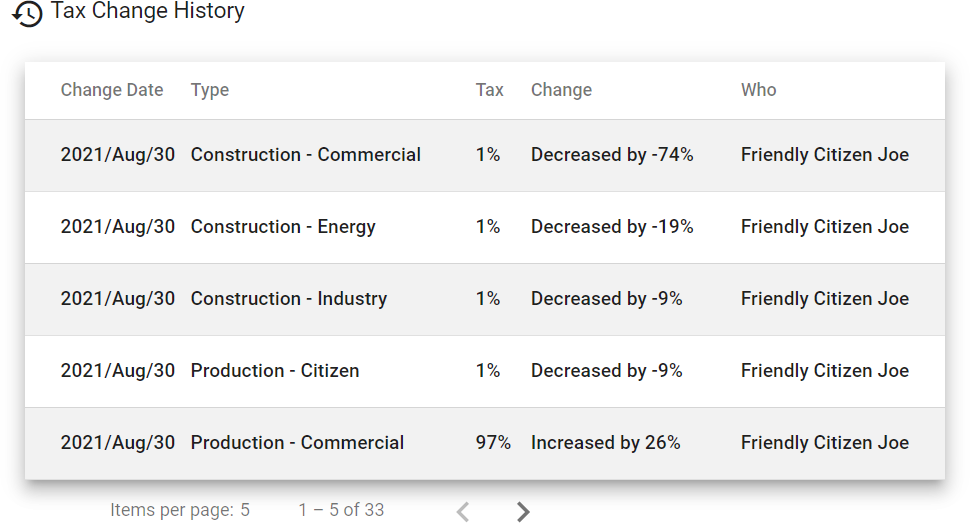 Tax Change History
Change Date Type Tax Change Who
2021/Aug/30 Construction - Commercial 1% Decreased by -74% Friendly Citizen Joe
2021/Aug/30 Construction - Energy 1% Decreased by -19% Friendly Citizen Joe
2021/Aug/30 Construction - Industry 1% Decreased by -9% Friendly Citizen Joe
2021/Aug/30 Production - Citizen 1% Decreased by -9% Friendly Citizen Joe
2021/Aug/30 Production - Commercial 97% Increased by 26% Friendly Citizen Joe
Items per page: 5 1 – 5 of 33